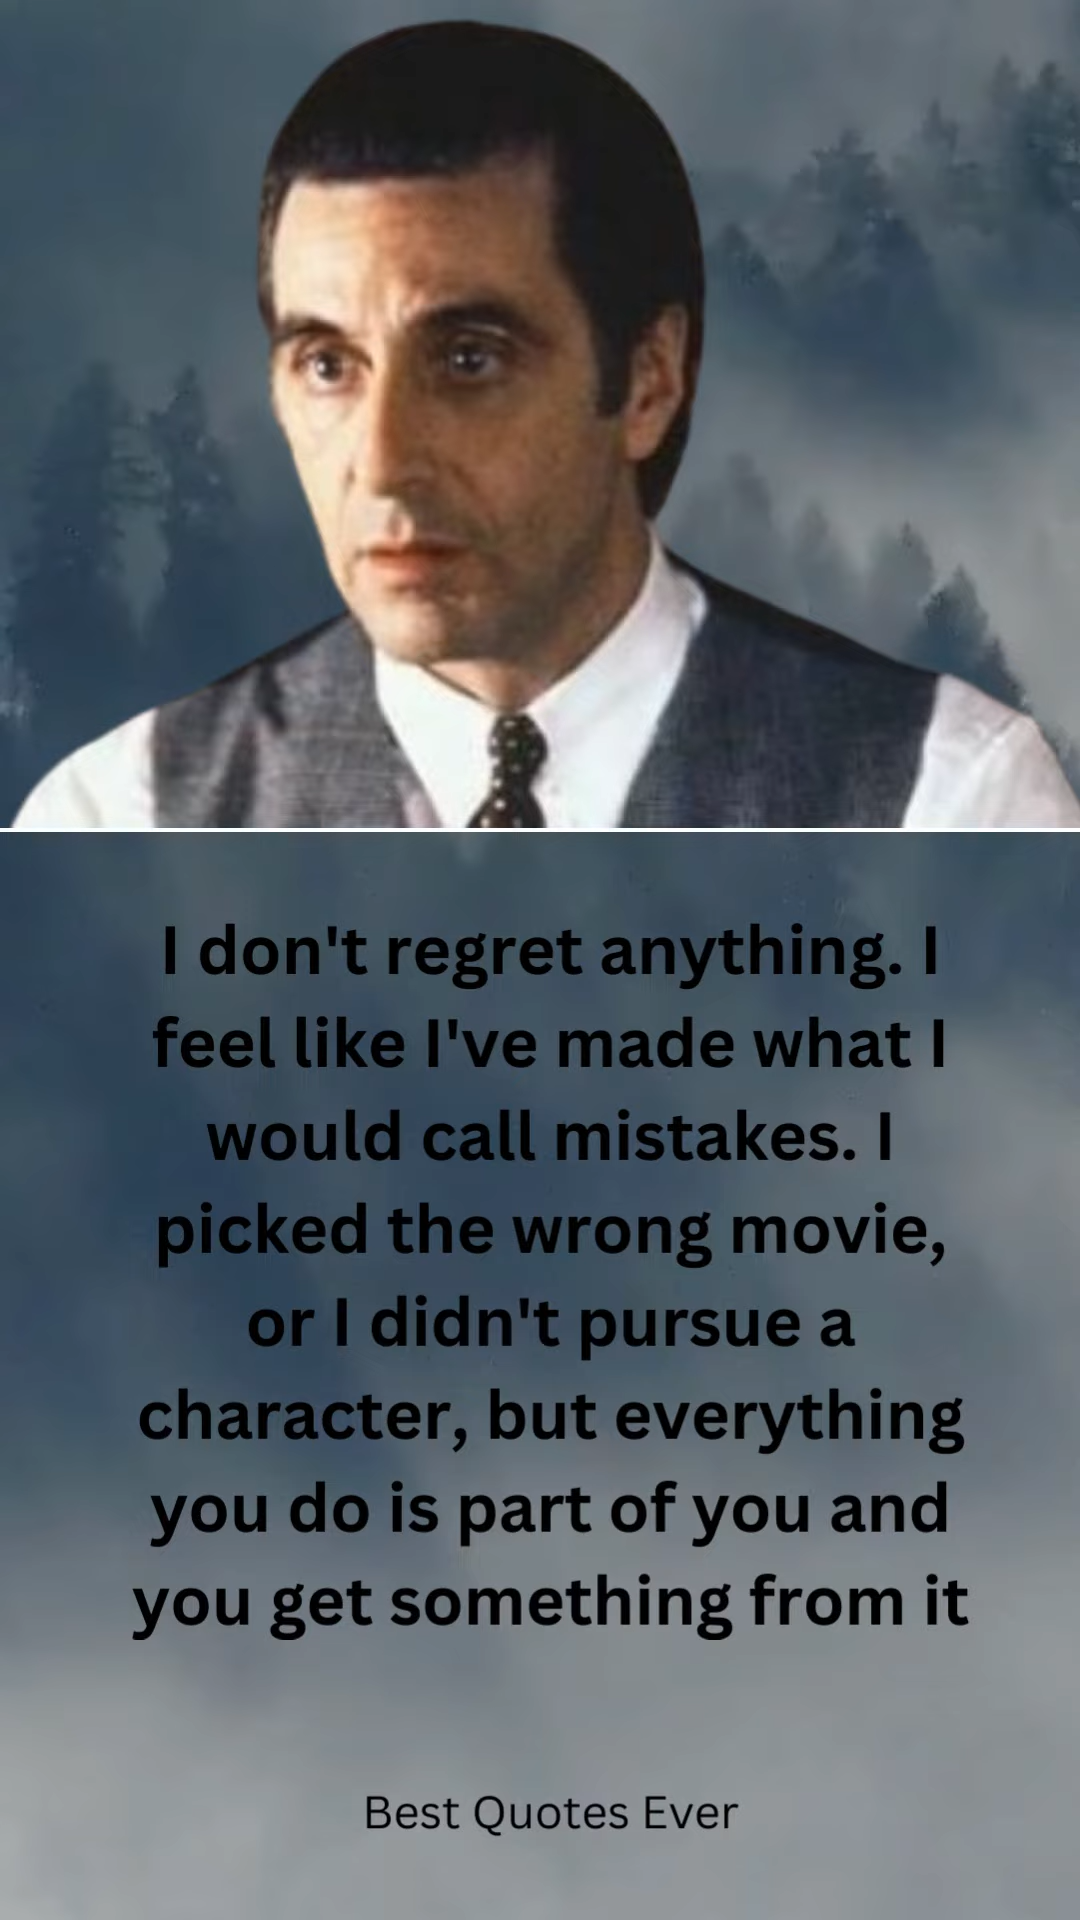 I don't regret anything. I
feel like I've made what I
would call mistakes. I
picked the wrong movie,
or I didn't pursue a
character, but everything
you do is part of you and
you get something from it
Best Quotes Ever